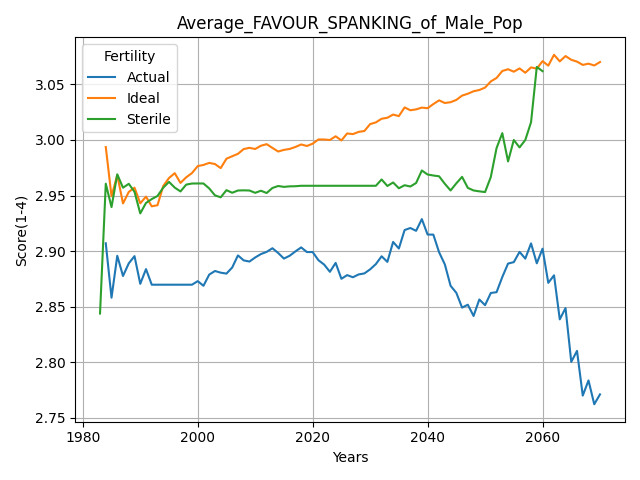 Average_FAVOUR_SPANKING_of_Male_Pop
Fertility
Actual
Ideal
Sterile
Score(1-4)
3.05
3.00
2.95
2.90
2.85
2.80
2.75
1980 2000 2020 2040 2060
Years